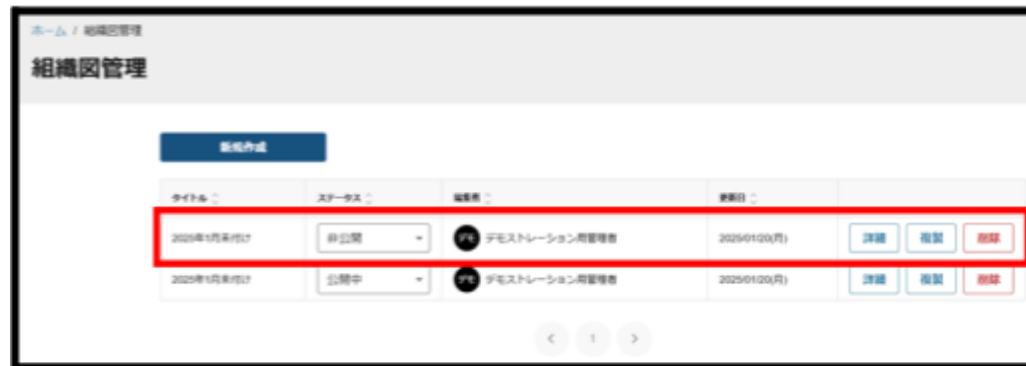 ホーム / 組織図管理
組織図管理
新規作成
タイトル ステータス 編集者 更新日
2025年1月末付け 非公開 デモ デモストレーション用管理者 2025/01/20(月) 詳細 複製 削除
2025年1月末付け 公開中 デモ デモストレーション用管理者 2025/01/20(月) 詳細 複製 削除
< 1 >